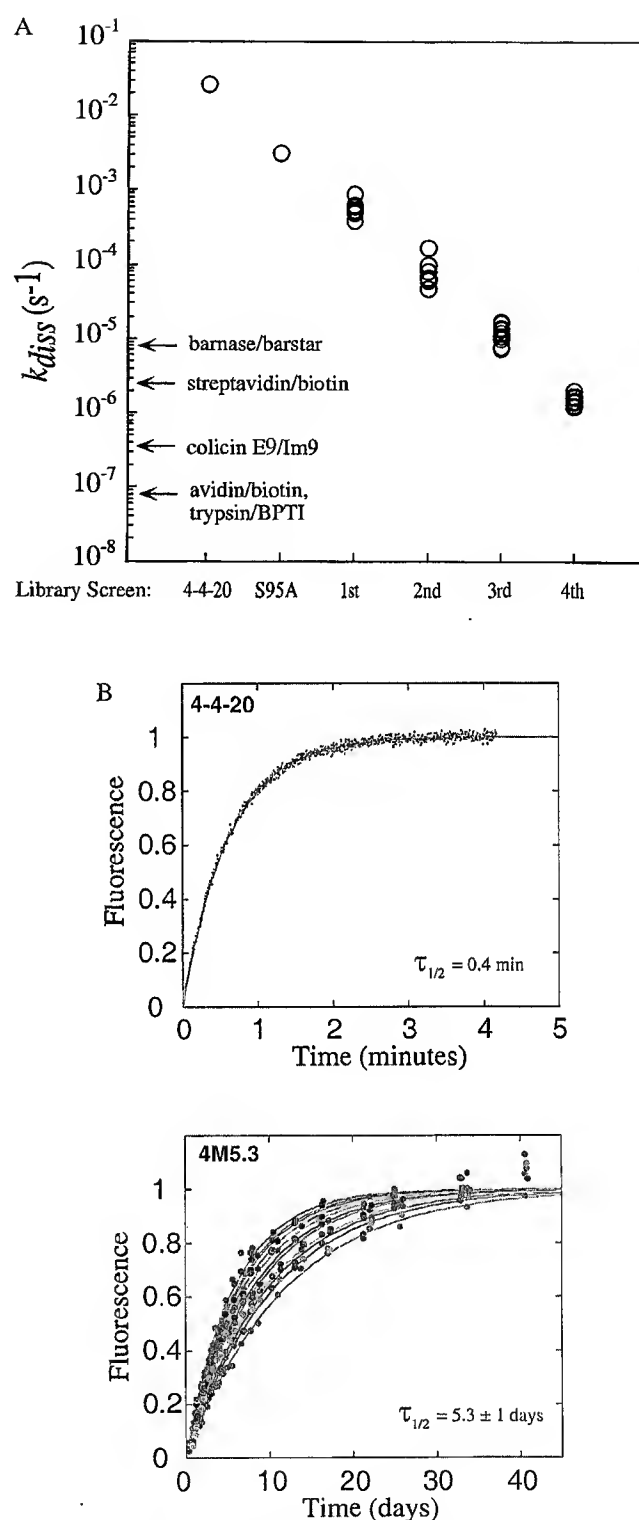 A
10-1
10-2
10-3
10-4
10-5
10-6
10-7
10-8
kdiss (s-1)
barnase/barstar
streptavidin/biotin
colicin E9/Im9
avidin/biotin,
trypsin/BPTI
Library Screen: 4-4-20 S95A 1st 2nd 3rd 4th
B
4-4-20
Fluorescence
1
0.8
0.6
0.4
0.2
0
τ1/2 = 0.4 min
0 1 2 3 4 5
Time (minutes)
4M5.3
Fluorescence
1
0.8
0.6
0.4
0.2
0
τ1/2 = 5.3 ± 1 days
0 10 20 30 40
Time (days)